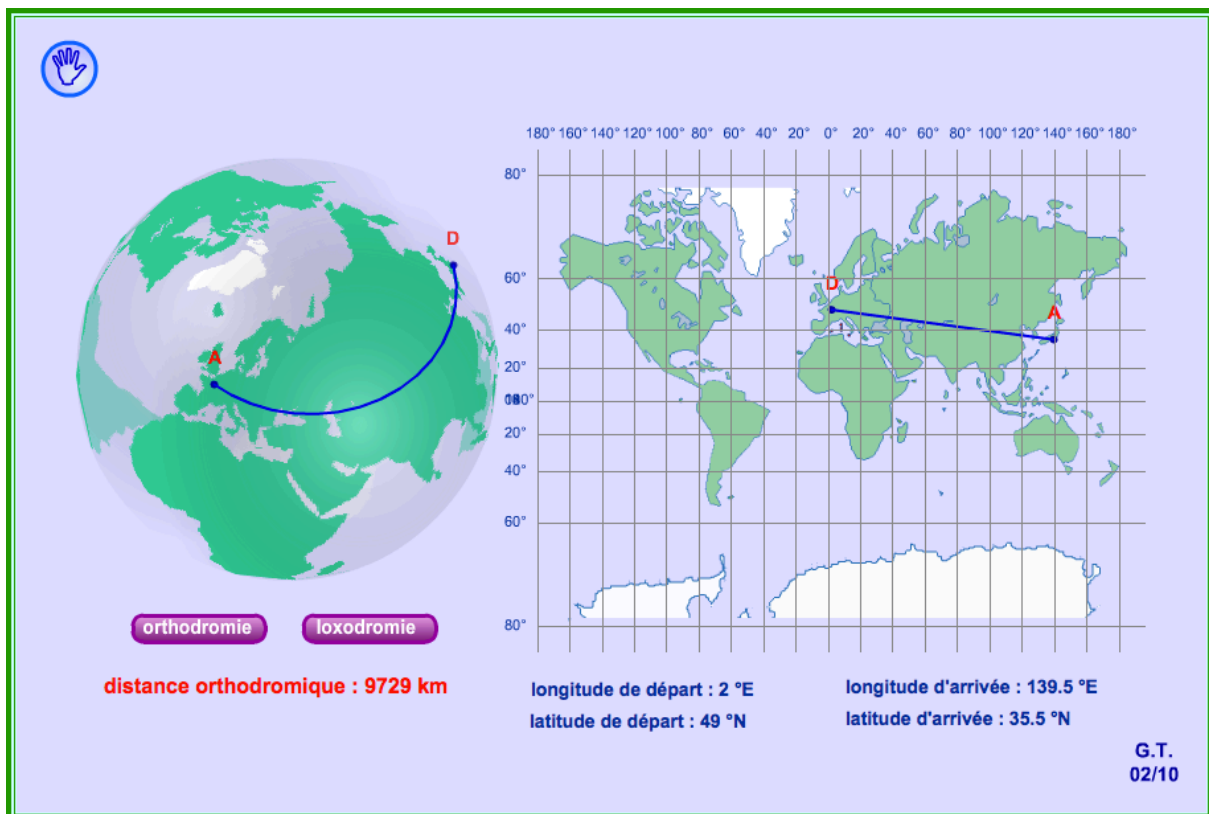 180° 160° 140° 120° 100° 80° 60° 40° 20° 0° 20° 40° 60° 80° 100° 120° 140° 160° 180°
80°
D
60°
D
A
40°
A
20°
20°
40°
60°
80°
orthodromie loxodromie
distance orthodromique : 9729 km
longitude de départ : 2 °E
longitude d'arrivée : 139.5 °E
latitude de départ : 49 °N
latitude d'arrivée : 35.5 °N
G.T.
02/10